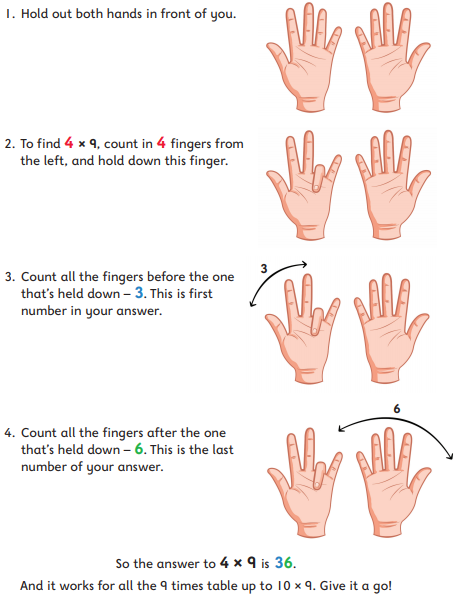 1. Hold out both hands in front of you.
2. To find 4 × 9, count in 4 fingers from
the left, and hold down this finger.
3. Count all the fingers before the one
that's held down – 3. This is first
number in your answer.
3
4. Count all the fingers after the one
that's held down – 6. This is the last
number of your answer.
6
So the answer to 4 × 9 is 36.
And it works for all the 9 times table up to 10 × 9. Give it a go!